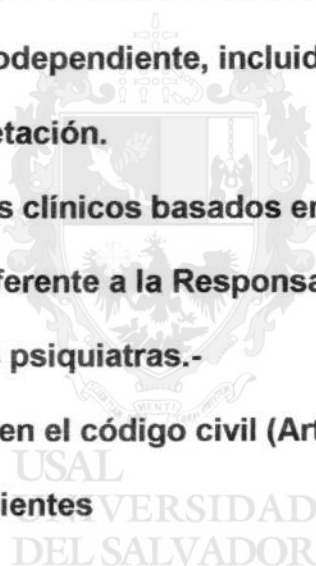 odependiente, incluid
etación.
s clínicos basados en
ferente a la Responsa
s psiquiatras.-
en el código civil (Art
USAL
ientes
UNIVERSIDAD
DEL SALVADOR